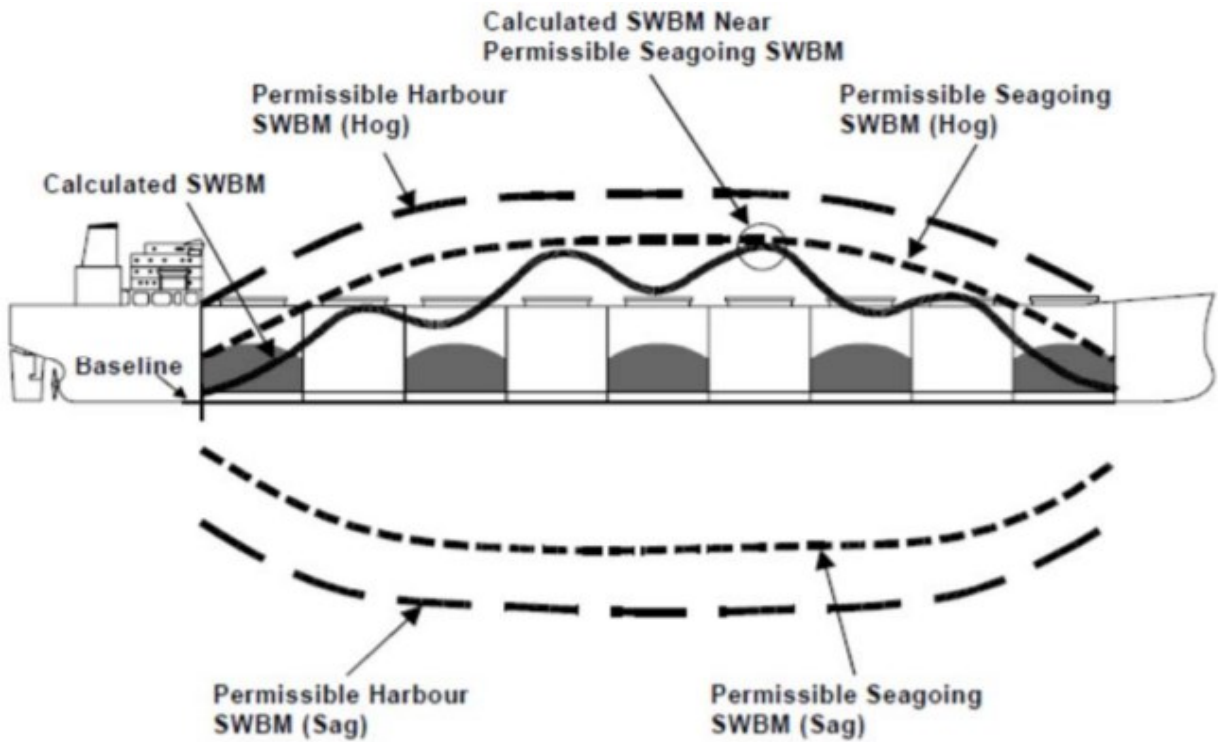 Calculated SWBM Near
Permissible Seagoing SWBM
Permissible Harbour
SWBM (Hog)
Permissible Seagoing
SWBM (Hog)
Calculated SWBM
Baseline
Permissible Harbour
SWBM (Sag)
Permissible Seagoing
SWBM (Sag)